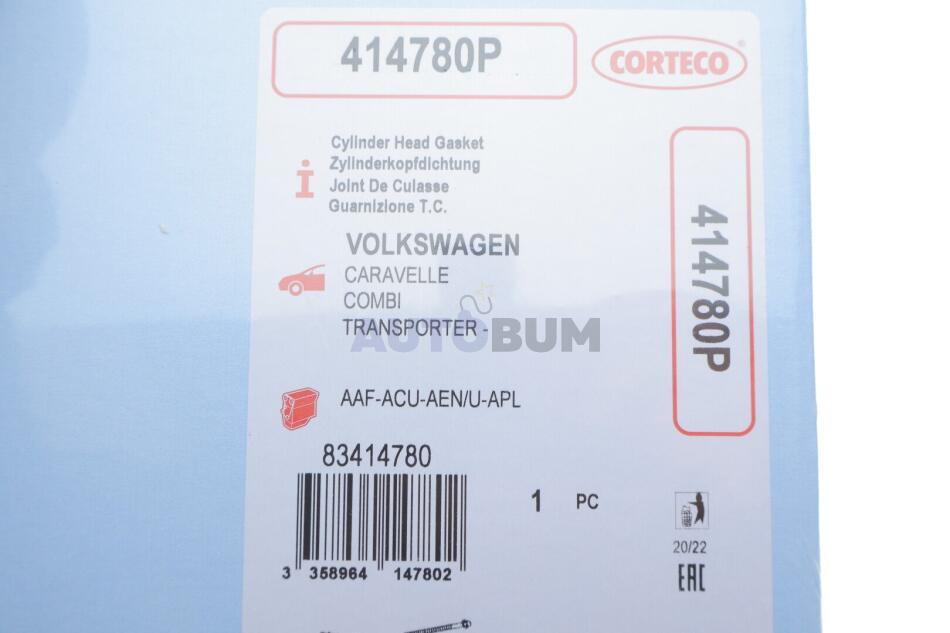 414780P
CORTECO®
Cylinder Head Gasket
Zylinderkopfdichtung
Joint De Culasse
Guarnizione T.C.
VOLKSWAGEN
CARAVELLE
COMBI
TRANSPORTER -
AUTOBUM
414780P
AAF-ACU-AEN/U-APL
83414780
1 PC
3 358964 147802
20/22
EAC